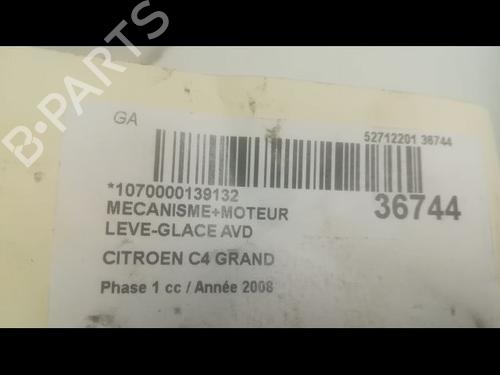 B-PARTS
GA
52712201 36744
*1070000139132
36744
MECANISME+MOTEUR
LEVE-GLACE AVD
CITROEN C4 GRAND
Phase 1 cc / Année 2008